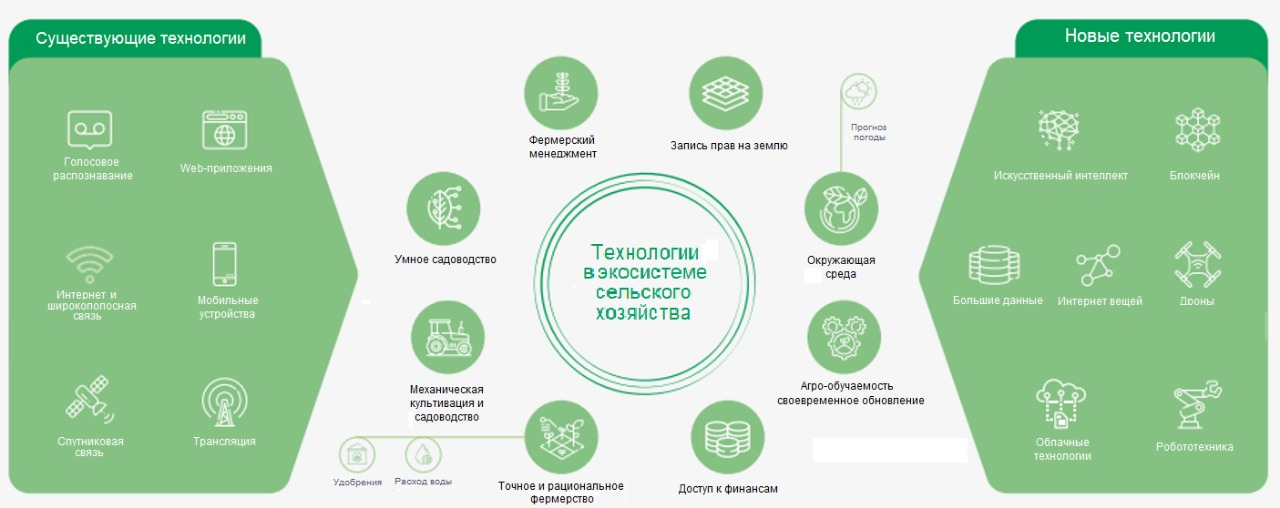 Существующие технологии
Голосовое
распознавание
Web-приложения
Интернет и
широкополосная
связь
Мобильные
устройства
Спутниковая
связь
Трансляция
Фермерский
менеджмент
Запись прав на землю
Прогноз
погоды
Умное садоводство
Технологии
в экосистеме
сельского
хозяйства
Окружающая
среда
Механическая
культивация и
садоводство
Агро-обучаемость
своевременное обновление
Удобрения
Расход воды
Точное и рациональное
фермерство
Доступ к финансам
Новые технологии
Искусственный интеллект
Блокчейн
Большие данные
Интернет вещей
Дроны
Облачные
технологии
Робототехника